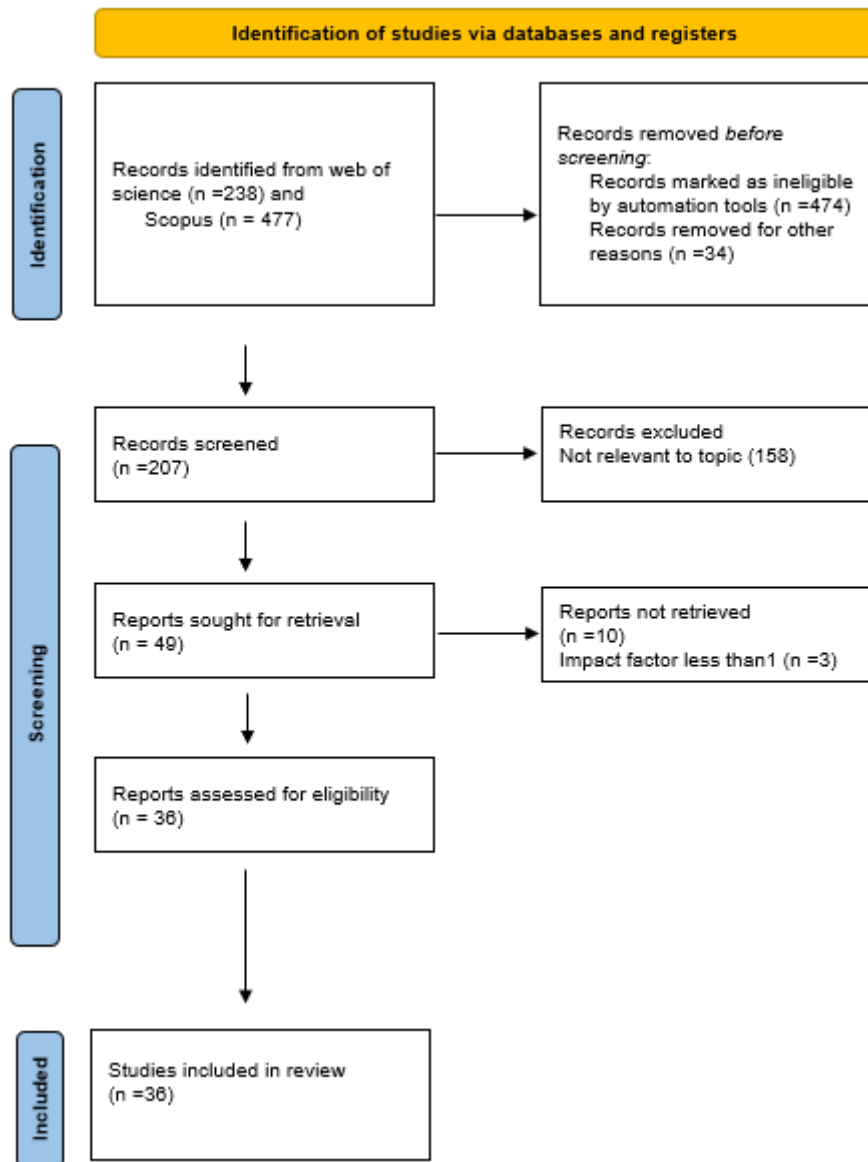 Identification of studies via databases and registers
Identification
Records identified from web of
science (n =238) and
Scopus (n = 477)
Records removed before
screening:
Records marked as ineligible
by automation tools (n =474)
Records removed for other
reasons (n =34)
Screening
Records screened
(n =207)
Records excluded
Not relevant to topic (158)
Reports sought for retrieval
(n = 49)
Reports not retrieved
(n =10)
Impact factor less than1 (n =3)
Reports assessed for eligibility
(n = 36)
Included
Studies included in review
(n =36)